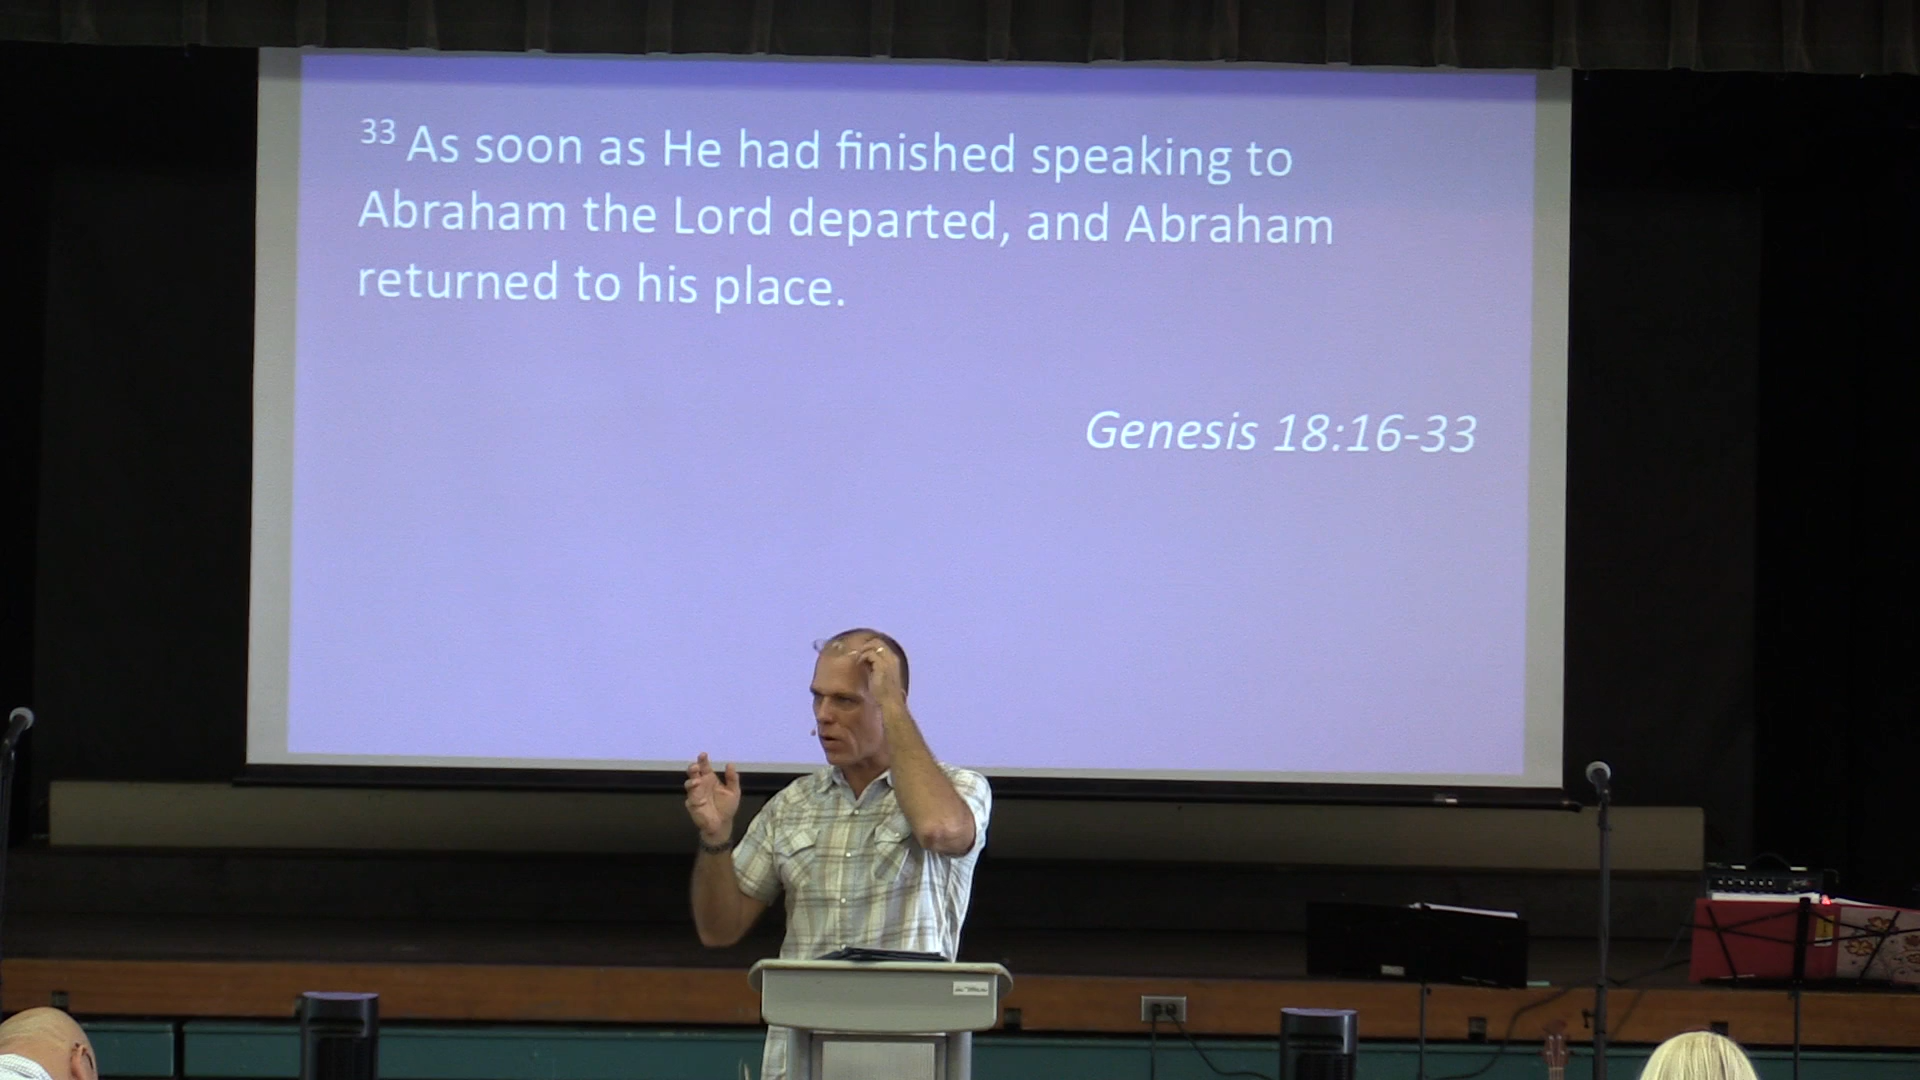 33 As soon as He had finished speaking to
Abraham the Lord departed, and Abraham
returned to his place.
Genesis 18:16-33